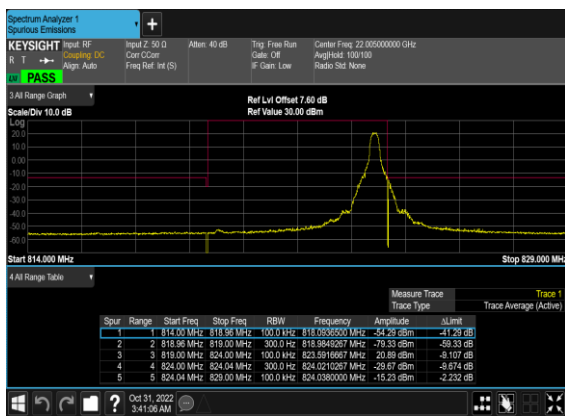 Spectrum Analyzer 1
Spurious Emissions
KEYSIGHT Input: RF Input Z: 50 Ω Atten: 40 dB Trig: Free Run Center Freq: 22.005000000 GHz
R T Coupling: DC Corr CCorr Gate: Off Avg|Hold: 100/100
Align: Auto Freq Ref: Int (S) IF Gain: Low Radio Std: None
PASS
3 All Range Graph
Ref Lvl Offset 7.60 dB
Scale/Div 10.0 dB Ref Value 30.00 dBm
Log
20.0
10.0
0.00
-10.0
-20.0
-30.0
-40.0
-50.0
-60.0
Start 814.000 MHz Stop 829.000 MHz
4 All Range Table
Measure Trace Trace 1
Trace Type Trace Average (Active)
Spur Range Start Freq Stop Freq RBW Frequency Amplitude ΔLimit
1 1 814.00 MHz 818.96 MHz 100.0 kHz 818.0936500 MHz -54.29 dBm -41.29 dB
2 2 818.96 MHz 819.00 MHz 300.0 Hz 818.9849267 MHz -79.33 dBm -59.33 dB
3 3 819.00 MHz 824.00 MHz 100.0 kHz 823.5916667 MHz 20.89 dBm -9.107 dB
4 4 824.00 MHz 824.04 MHz 300.0 Hz 824.0210267 MHz -29.67 dBm -9.674 dB
5 5 824.04 MHz 829.00 MHz 100.0 kHz 824.0380000 MHz -15.23 dBm -2.232 dB
Oct 31, 2022
3:41:06 AM